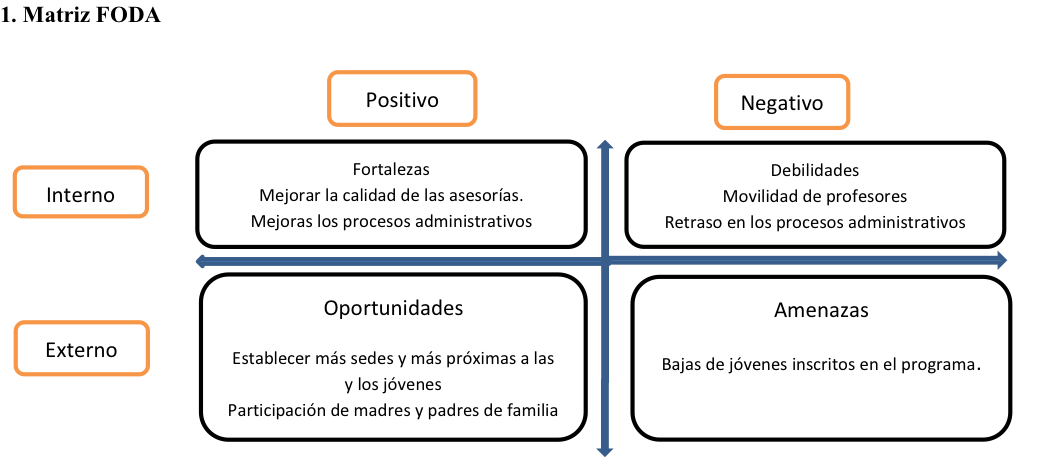 1. Matriz FODA
Positivo
Negativo
Interno
Fortalezas
Mejorar la calidad de las asesorías.
Mejoras los procesos administrativos
Debilidades
Movilidad de profesores
Retraso en los procesos administrativos
Externo
Oportunidades
Establecer más sedes y más próximas a las
y los jóvenes
Participación de madres y padres de familia
Amenazas
Bajas de jóvenes inscritos en el programa.